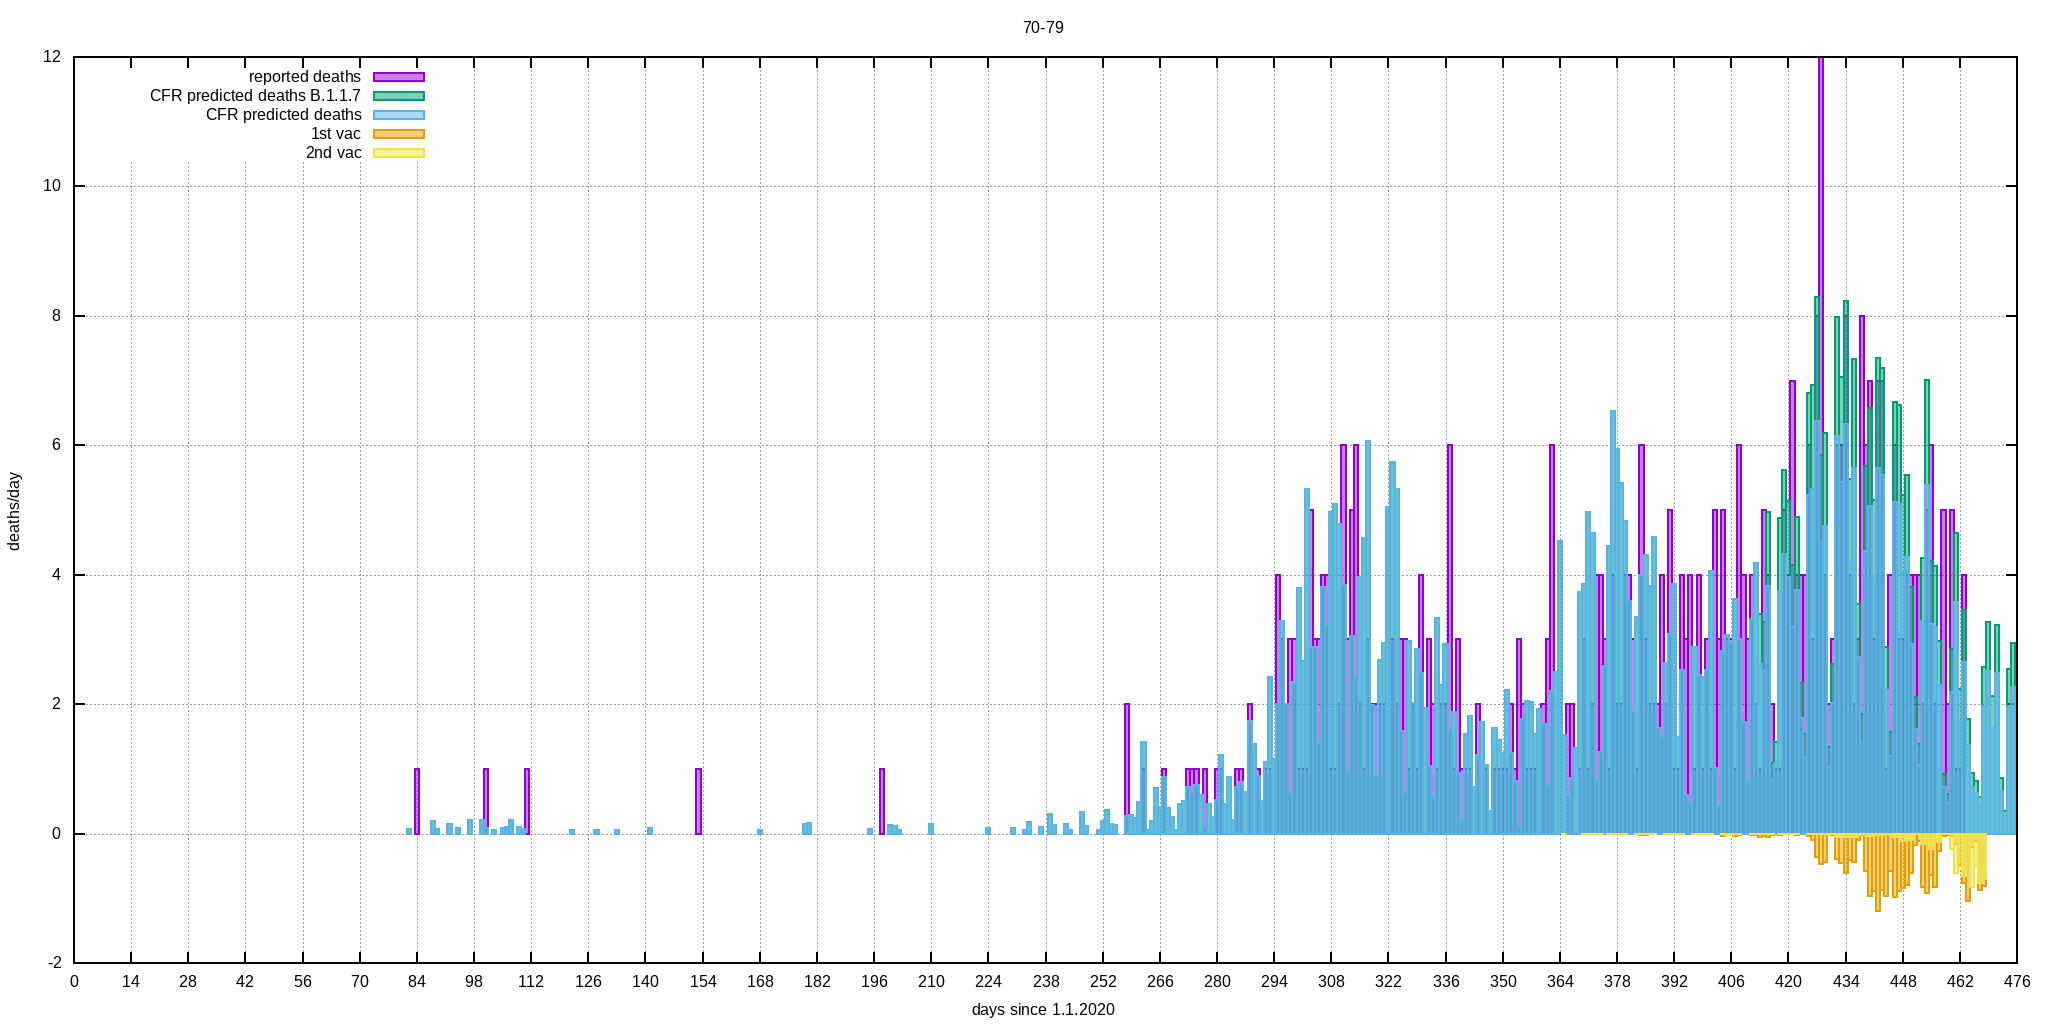 70-79
reported deaths
CFR predicted deaths B.1.1.7
CFR predicted deaths
1st vac
2nd vac
12
10
8
6
4
2
0
-2
deaths/day
0 14 28 42 56 70 84 98 112 126 140 154 168 182 196 210 224 238 252 266 280 294 308 322 336 350 364 378 392 406 420 434 448 462 476
days since 1.1.2020